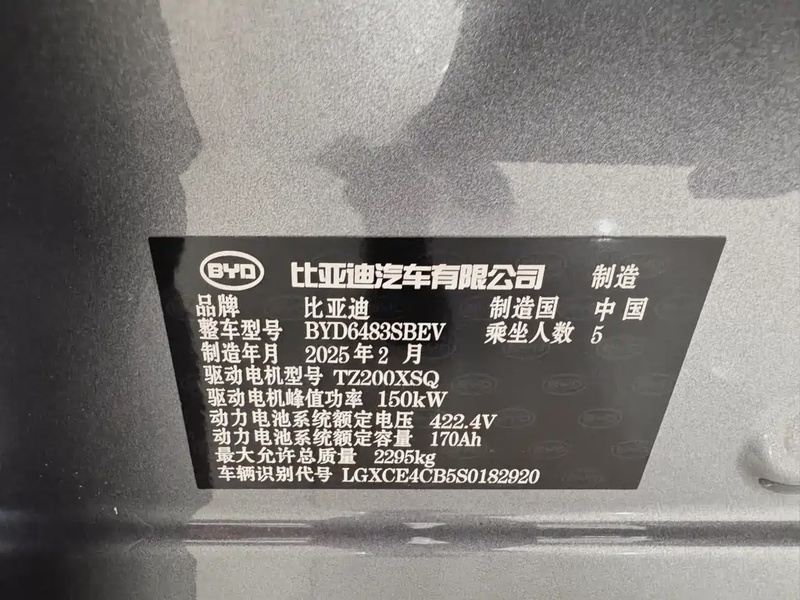 BYD 比亚迪汽车有限公司 制造
品牌 比亚迪 制造国 中国
整车型号 BYD6483SBEV 乘坐人数 5
制造年月 2025年2月
驱动电机型号 TZ200XSQ
驱动电机峰值功率 150kW
动力电池系统额定电压 422.4V
动力电池系统额定容量 170Ah
最大允许总质量 2295kg
车辆识别代号 LGXCE4CB5S0182920